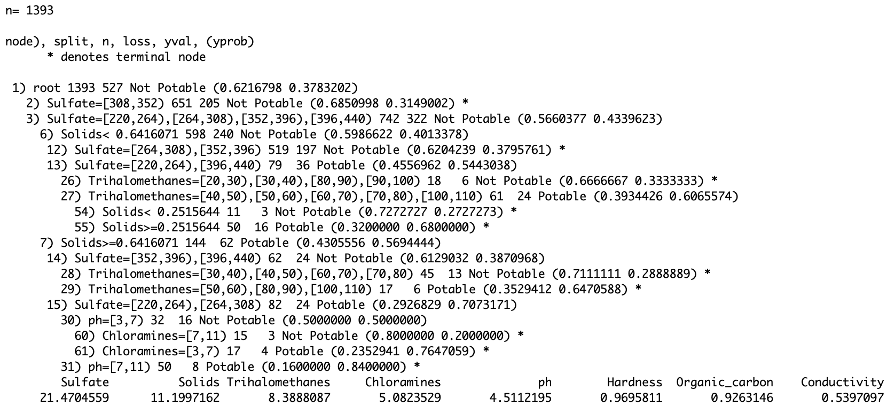 n= 1393
node), split, n, loss, yval, (yprob)
* denotes terminal node
1) root 1393 527 Not Potable (0.6216798 0.3783202)
2) Sulfate=[308,352) 651 205 Not Potable (0.6850998 0.3149002) *
3) Sulfate=[220,264),[264,308),[352,396),[396,440) 742 322 Not Potable (0.5660377 0.4339623)
6) Solids< 0.6416071 598 240 Not Potable (0.5986622 0.4013378)
12) Sulfate=[264,308),[352,396) 519 197 Not Potable (0.6204239 0.3795761) *
13) Sulfate=[220,264),[396,440) 79 36 Potable (0.4556962 0.5443038)
26) Trihalomethanes=[20,30),[30,40),[80,90),[90,100) 18 6 Not Potable (0.6666667 0.3333333) *
27) Trihalomethanes=[40,50),[50,60),[60,70),[70,80),[100,110) 61 24 Potable (0.3934426 0.6065574)
54) Solids< 0.2515644 11 3 Not Potable (0.7272727 0.2727273) *
55) Solids>=0.2515644 50 16 Potable (0.3200000 0.6800000) *
7) Solids>=0.6416071 144 62 Potable (0.4305556 0.5694444)
14) Sulfate=[352,396),[396,440) 62 24 Not Potable (0.6129032 0.3870968)
28) Trihalomethanes=[30,40),[40,50),[60,70),[70,80) 45 13 Not Potable (0.7111111 0.2888889) *
29) Trihalomethanes=[50,60),[80,90),[100,110) 17 6 Potable (0.3529412 0.6470588) *
15) Sulfate=[220,264),[264,308) 82 24 Potable (0.2926829 0.7073171)
30) ph=[3,7) 32 16 Not Potable (0.5000000 0.5000000)
60) Chloramines=[7,11) 15 3 Not Potable (0.8000000 0.2000000) *
61) Chloramines=[3,7) 17 4 Potable (0.2352941 0.7647059) *
31) ph=[7,11) 50 8 Potable (0.1600000 0.8400000) *
Sulfate Solids Trihalomethanes Chloramines ph Hardness Organic_carbon Conductivity
21.4704559 11.1997162 8.3888087 5.0823529 4.5112195 0.9695811 0.9263146 0.5397097